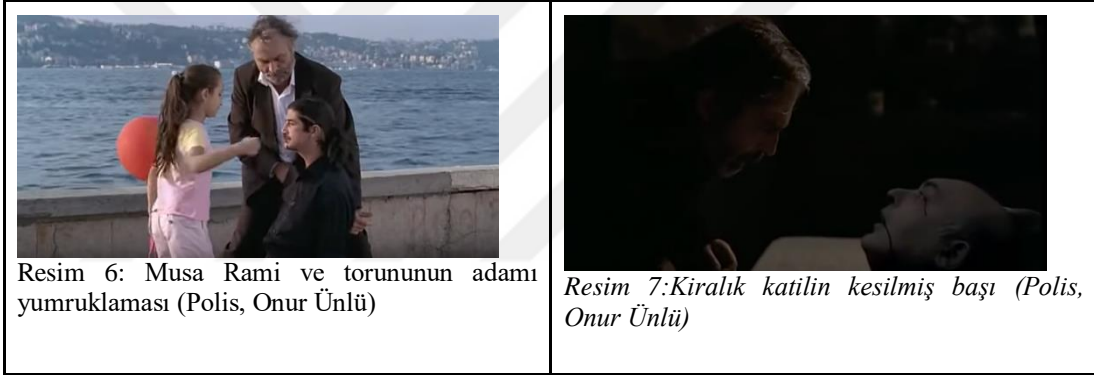 Resim 6: Musa Rami ve torununun adamı
yumruklaması (Polis, Onur Ünlü)
Resim 7:Kiralık katilin kesilmiş başı (Polis,
Onur Ünlü)